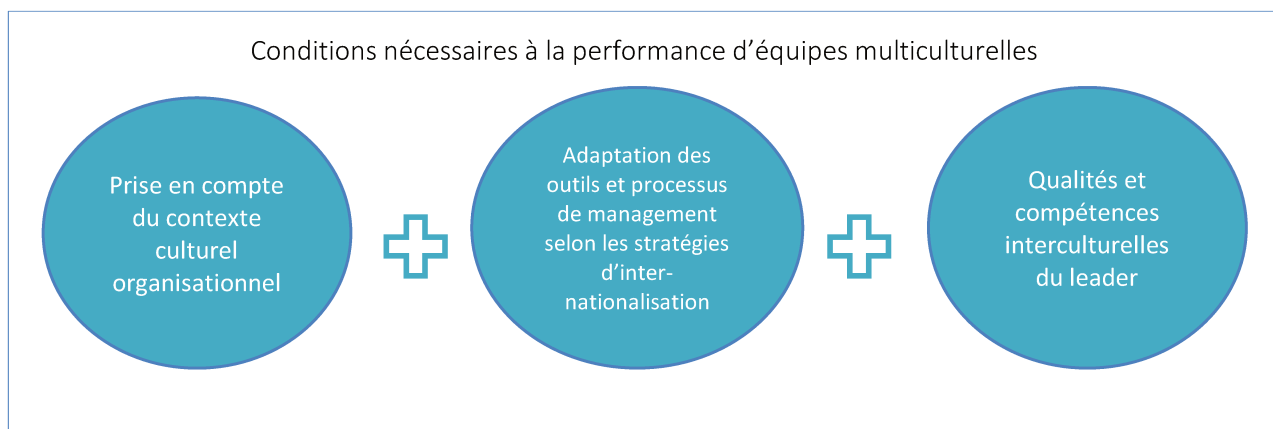 Conditions nécessaires à la performance d’équipes multiculturelles
Prise en compte
du contexte
culturel
organisationnel
Adaptation des
outils et processus
de management
selon les stratégies
d’inter-
nationalisation
Qualités et
compétences
interculturelles
du leader